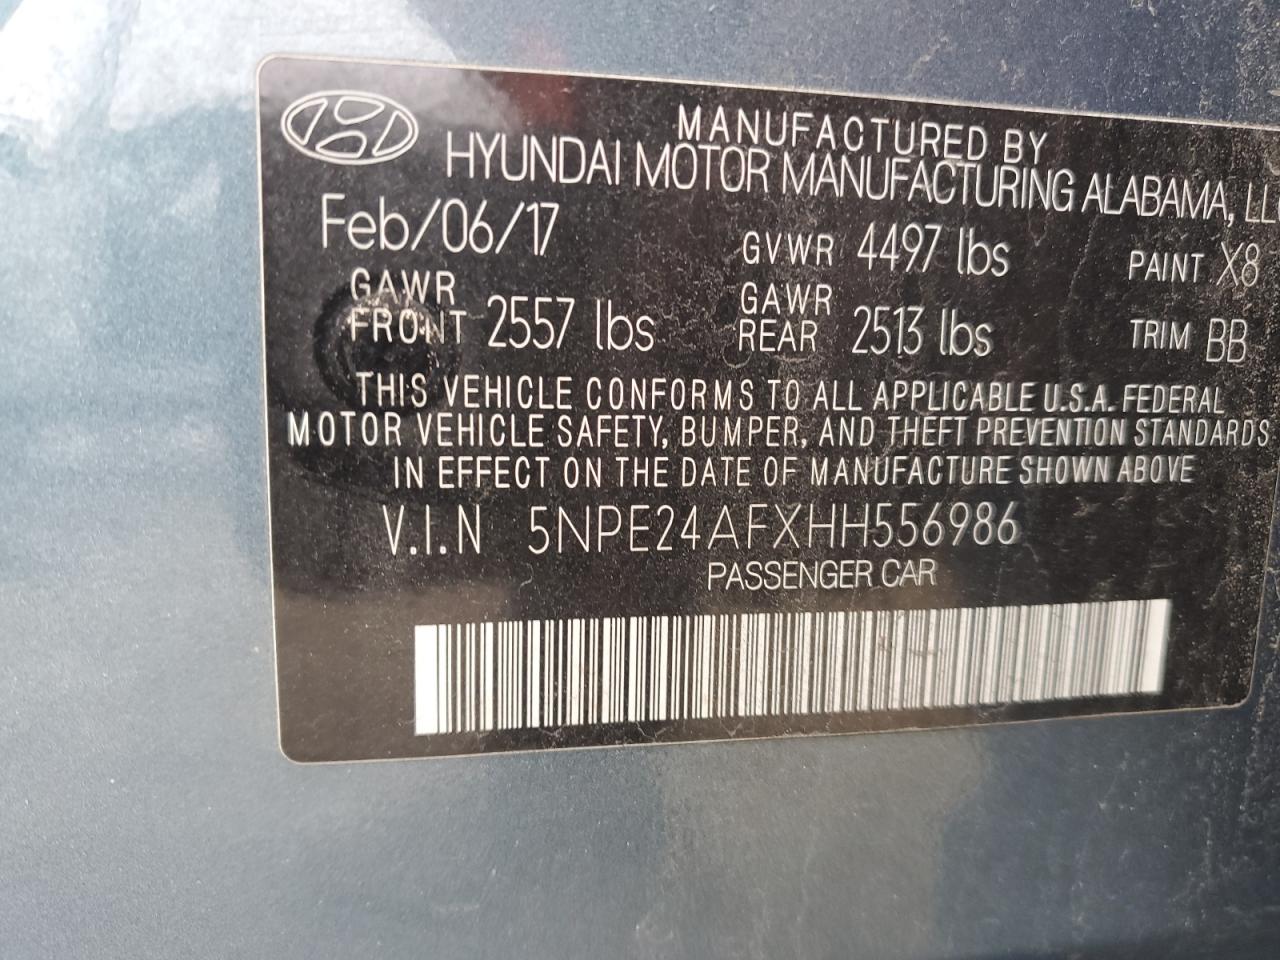 MANUFACTURED BY
HYUNDAI MOTOR MANUFACTURING ALABAMA,
Feb/06/17
GVWR 4497 lbs
PAINT X8
GAWR FRONT 2557 lbs
GAWR REAR 2513 lbs
TRIM BB
THIS VEHICLE CONFORMS TO ALL APPLICABLE U.S.A. FEDERAL
MOTOR VEHICLE SAFETY, BUMPER, AND THEFT PREVENTION STANDARDS
IN EFFECT ON THE DATE OF MANUFACTURE SHOWN ABOVE
V.I.N 5NPE24AFXHH556986
PASSENGER CAR